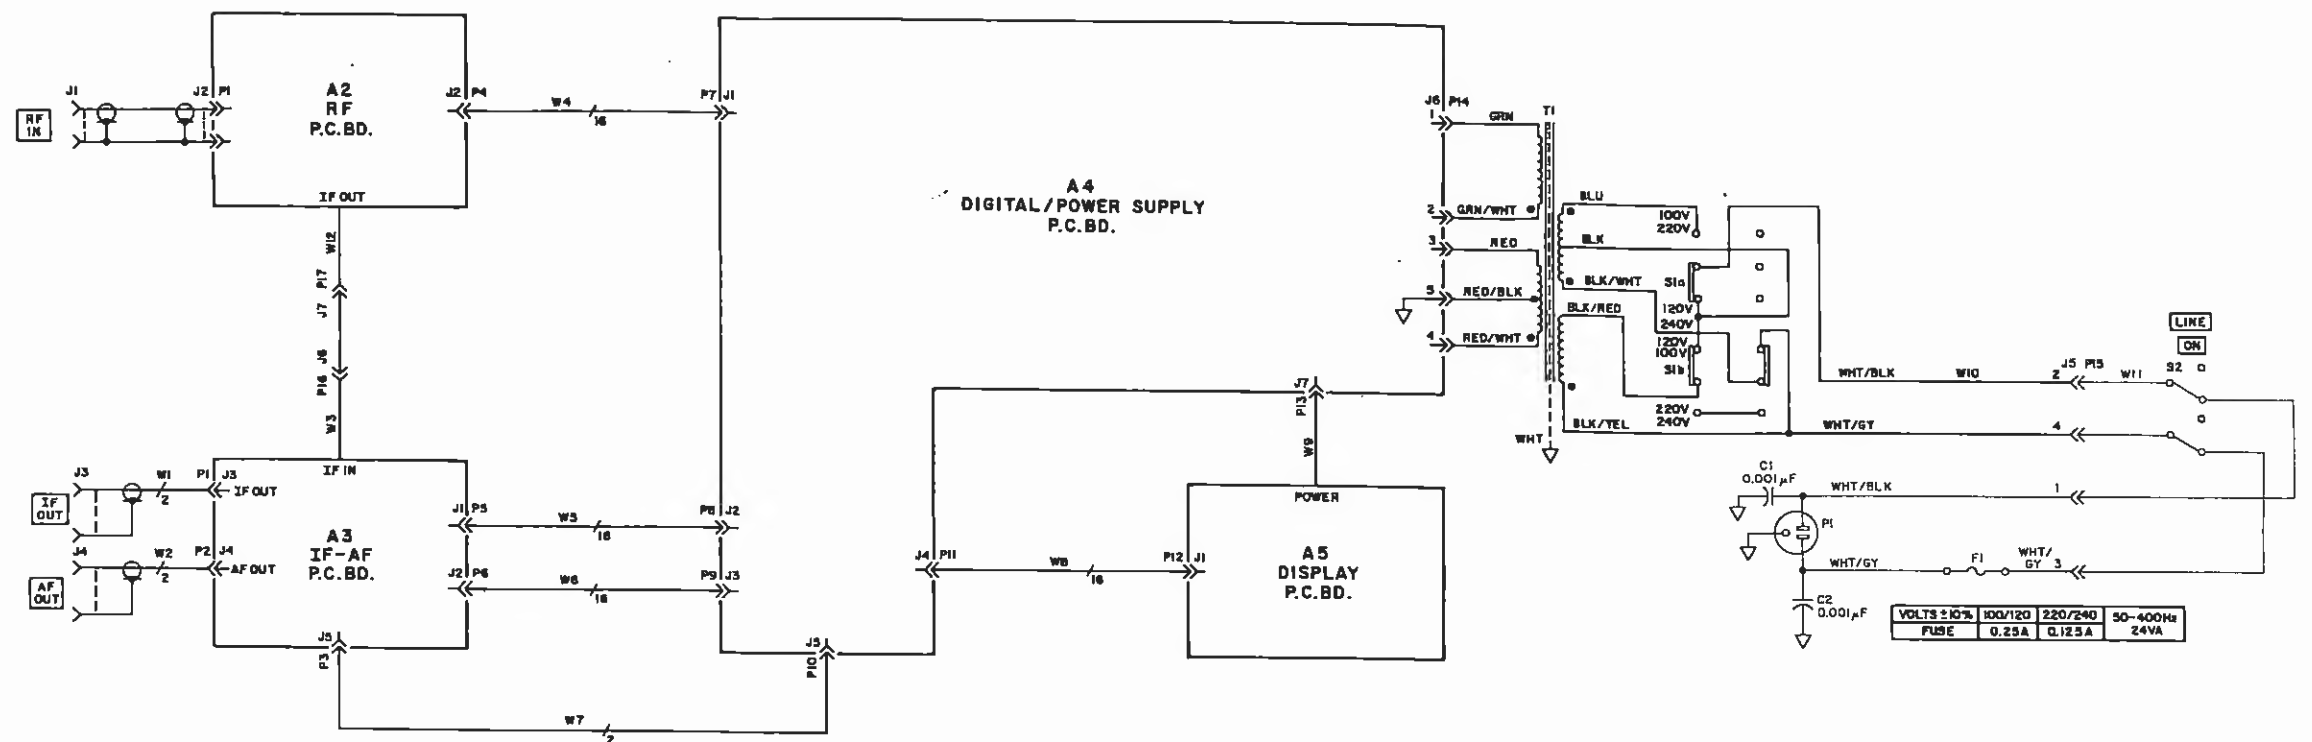 J1
RF
IN
J2 P1
A2
RF
P.C.BD.
IF OUT
J2 P4
W4
16
P7 J1
W12
P17
J7
J6
P16
W3
J3
IF
OUT
W1
2
P1 J3
IF OUT
IF IN
J4
AF
OUT
W2
2
P2 J4
AF OUT
A3
IF-AF
P.C.BD.
J1 P5
W5
16
P8 J2
J2 P6
W6
16
P9 J3
J5
P3
W7
2
J5
P10
A4
DIGITAL/POWER SUPPLY
P.C.BD.
J4 P11
W8
16
P12 J1
POWER
A5
DISPLAY
P.C.BD.
J7
P13
W9
J6 P14
1
GRN
2
GRN/WHT
3
RED
5
RED/BLK
4
RED/WHT
T1
WHT
BLU
BLK
BLK/WHT
BLK/RED
BLK/YEL
100V
220V
S1a
120V
240V
120V
100V
S1b
220V
240V
WHT/BLK
W10
J5 P15
2
W11
S2
LINE
ON
WHT/GY
4
C1
0.001µF
WHT/BLK
1
P1
WHT/GY
F1
WHT/
GY 3
C2
0.001µF
VOLTS ±10% 100/120 220/240 50-400Hz
FUSE 0.25A 0.125A 24VA